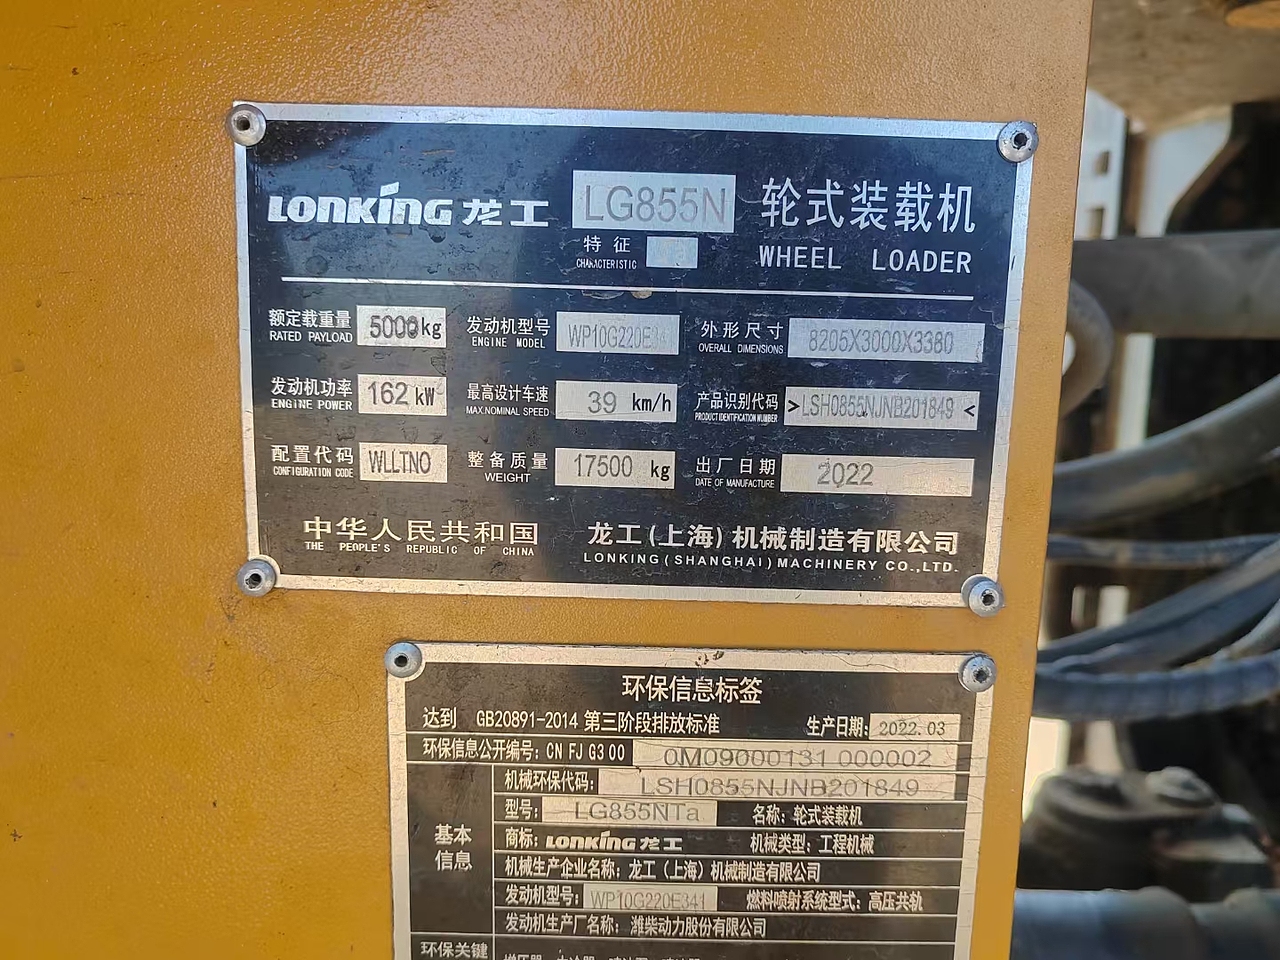 LONKING 龙工 LG855N 轮式装载机
特征
CHARACTERISTIC
WHEEL LOADER
额定载重量 5000kg 发动机型号 WP10G220E341 外形尺寸 8205X3000X3380
RATED PAYLOAD ENGINE MODEL OVERALL DIMENSIONS
发动机功率 162 kW 最高设计车速 39 km/h 产品识别代码 >LSH0855NJNB201849<
ENGINE POWER MAX.NOMINAL SPEED PRODUCT IDENTIFICATION NUMBER
配置代码 WLLTNO 整备质量 17500 kg 出厂日期 2022
CONFIGURATION CODE WEIGHT DATE OF MANUFACTURE
中华人民共和国 龙工(上海)机械制造有限公司
THE PEOPLE'S REPUBLIC OF CHINA LONKING(SHANGHAI)MACHINERY CO.,LTD.
环保信息标签
达到 GB20891-2014 第三阶段排放标准 生产日期: 2022.03
环保信息公开编号: CN FJ G3 00 0M09000131 000002
机械环保代码: LSH0855NJNB201849
型号: LG855NTa 名称: 轮式装载机
基本
信息
商标: LONKING 龙工 机械类型: 工程机械
机械生产企业名称: 龙工(上海)机械制造有限公司
发动机型号: WP10G220E341 燃料喷射系统型式: 高压共轨
发动机生产厂名称: 潍柴动力股份有限公司
环保关键